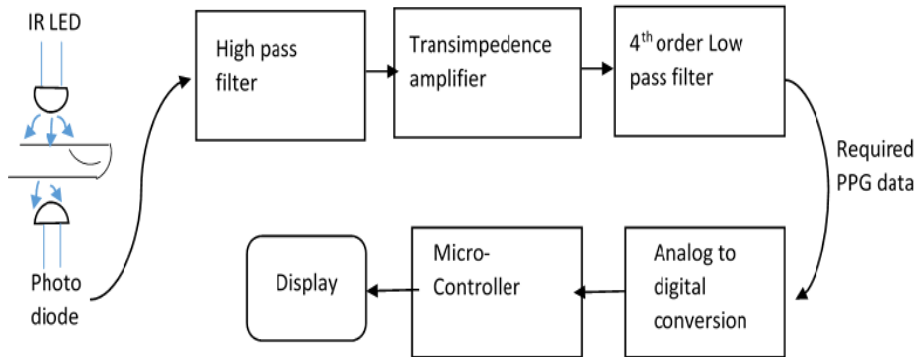 IR LED
High pass
filter
Transimpedence
amplifier
4th order Low
pass filter
Required
PPG data
Analog to
digital
conversion
Micro-
Controller
Display
Photo
diode